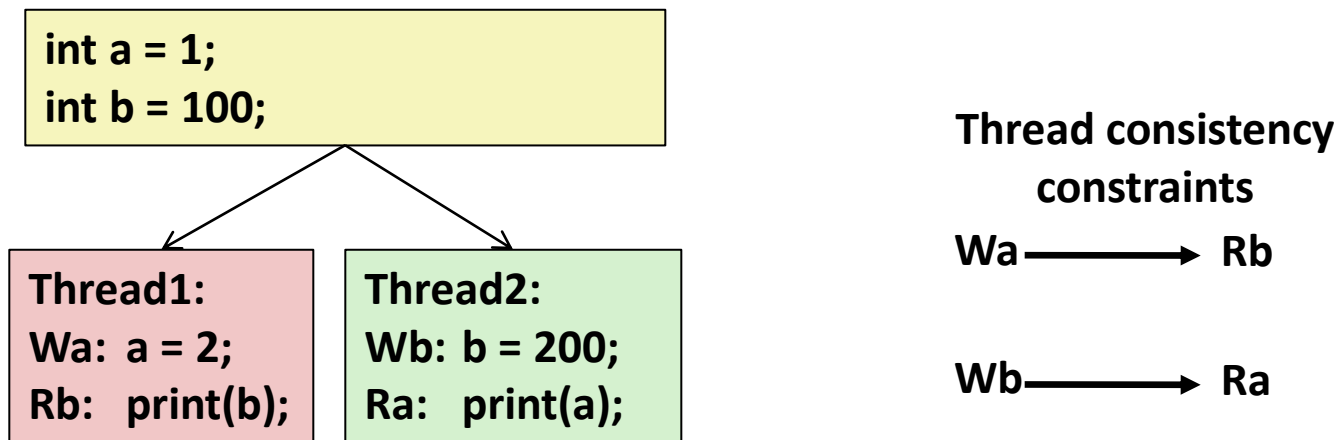 int a = 1;
int b = 100;
Thread1:
Wa: a = 2;
Rb: print(b);
Thread2:
Wb: b = 200;
Ra: print(a);
Thread consistency
constraints
Wa Rb
Wb Ra